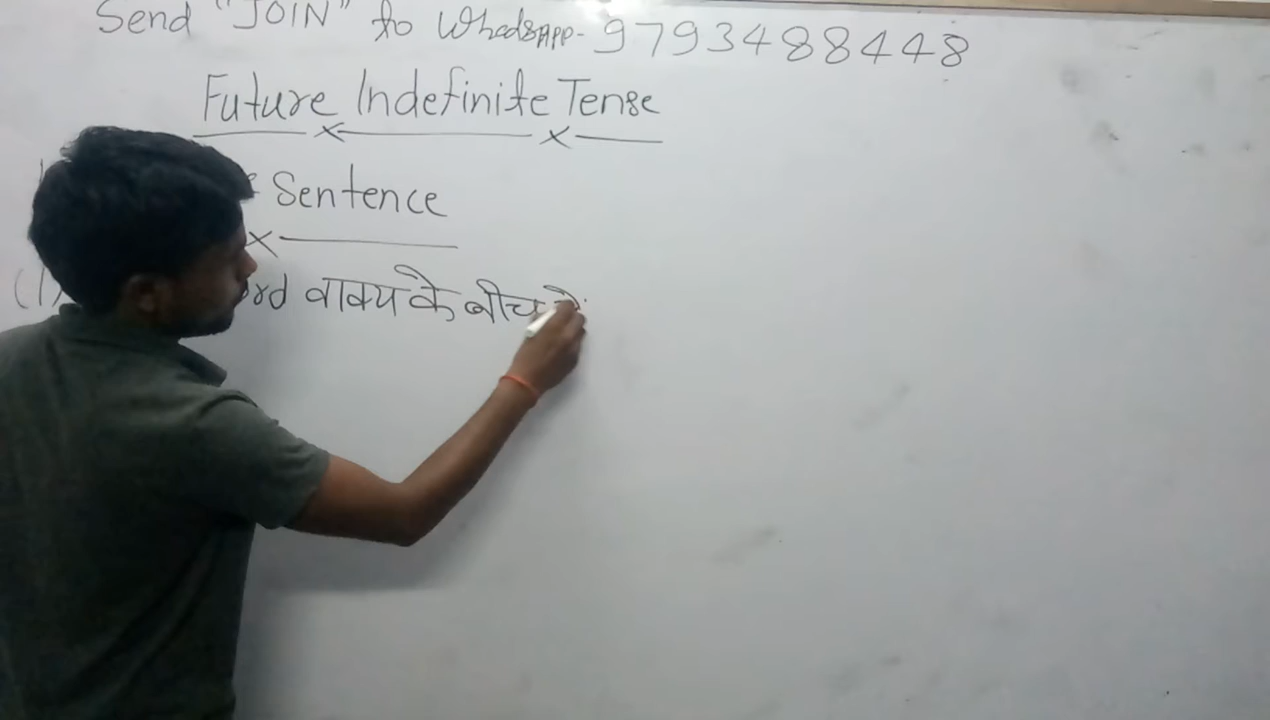 Send "JOIN" to WhatsApp- 9793488448
Future Indefinite Tense
Sentence
(1) वाक्य के बीच में